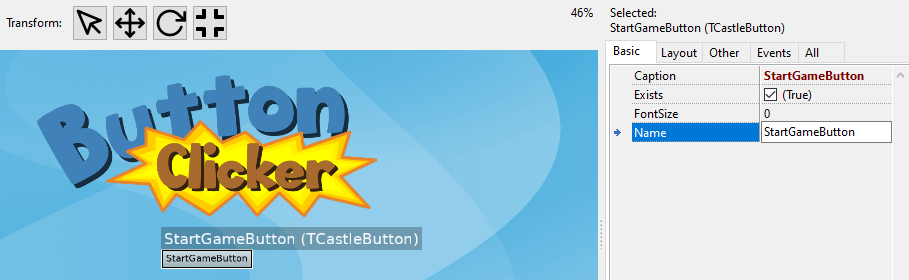 Transform:
46%
Button
Clicker
StartGameButton (TCastleButton)
StartGameButton
Selected:
StartGameButton (TCastleButton)
Basic Layout Other Events All
Caption StartGameButton
Exists (True)
FontSize 0
Name StartGameButton